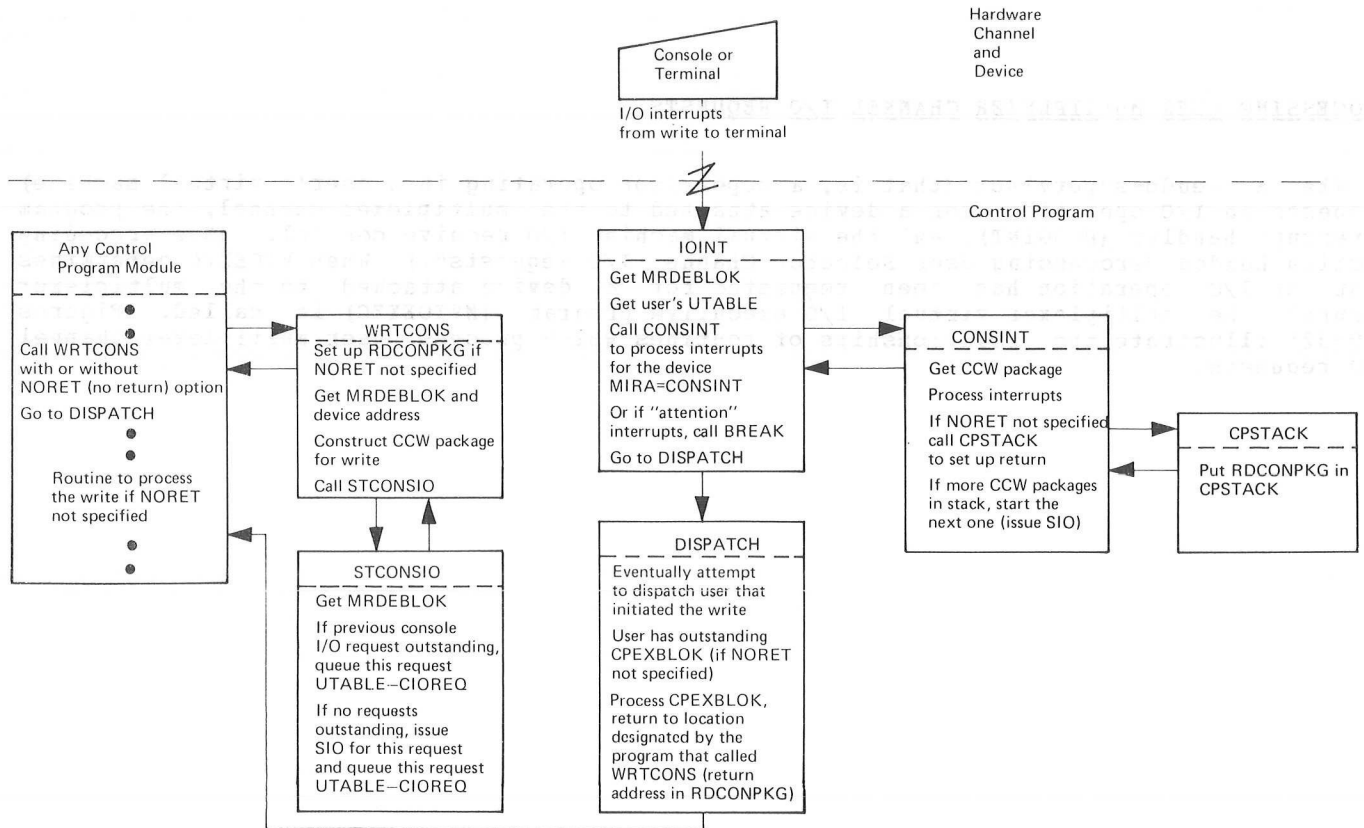 Hardware
Channel
and
Device
Console or
Terminal
I/O interrupts
from write to terminal
Control Program
Any Control
Program Module
Call WRTCONS
with or without
NORET (no return) option
Go to DISPATCH
Routine to process
the write if NORET
not specified
WRTCONS
Set up RDCONPKG if
NORET not specified
Get MRDEBLOK and
device address
Construct CCW package
for write
Call STCONSIO
STCONSIO
Get MRDEBLOK
If previous console
I/O request outstanding,
queue this request
UTABLE–CIOREQ
If no requests
outstanding, issue
SIO for this request
and queue this request
UTABLE–CIOREQ
IOINT
Get MRDEBLOK
Get user's UTABLE
Call CONSINT
to process interrupts
for the device
MIRA=CONSINT
Or if "attention"
interrupts, call BREAK
Go to DISPATCH
DISPATCH
Eventually attempt
to dispatch user that
initiated the write
User has outstanding
CPEXBLOK (if NORET
not specified)
Process CPEXBLOK,
return to location
designated by the
program that called
WRTCONS (return
address in RDCONPKG)
CONSINT
Get CCW package
Process interrupts
If NORET not specified
call CPSTACK
to set up return
If more CCW packages
in stack, start the
next one (issue SIO)
CPSTACK
Put RDCONPKG in
CPSTACK